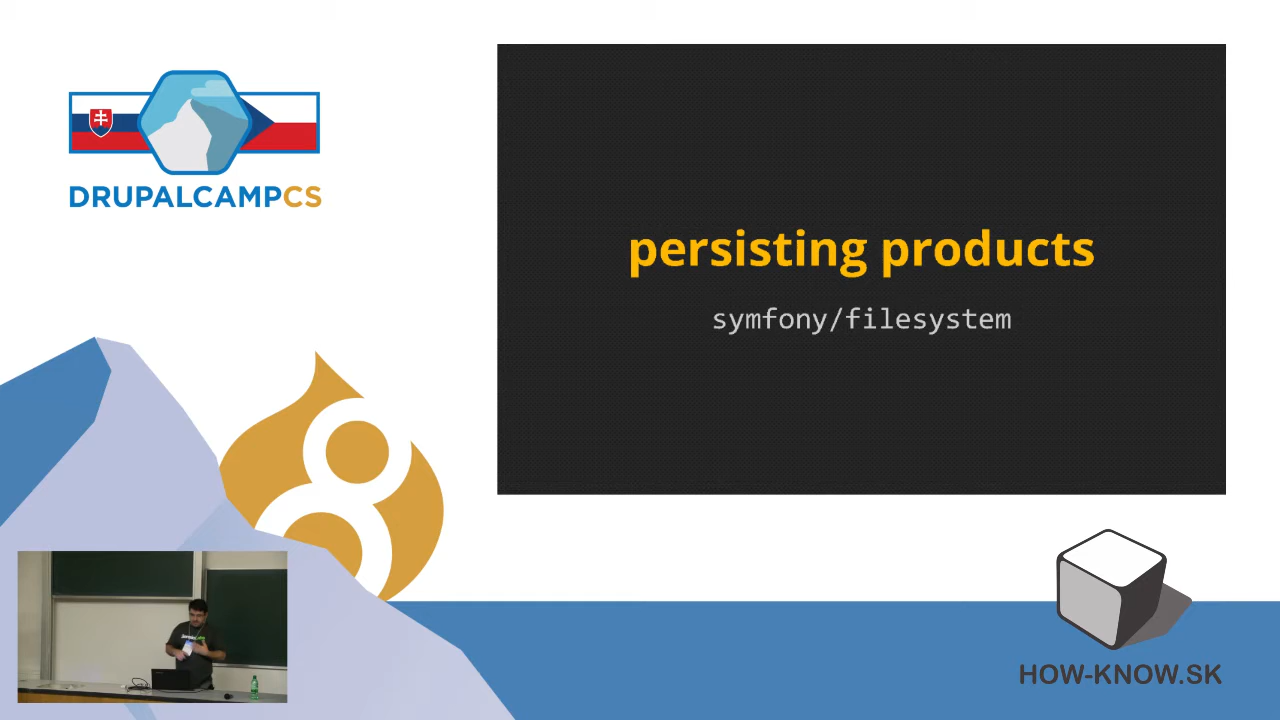 DRUPALCAMPCS
persisting products
symfony/filesystem
HOW-KNOW.SK